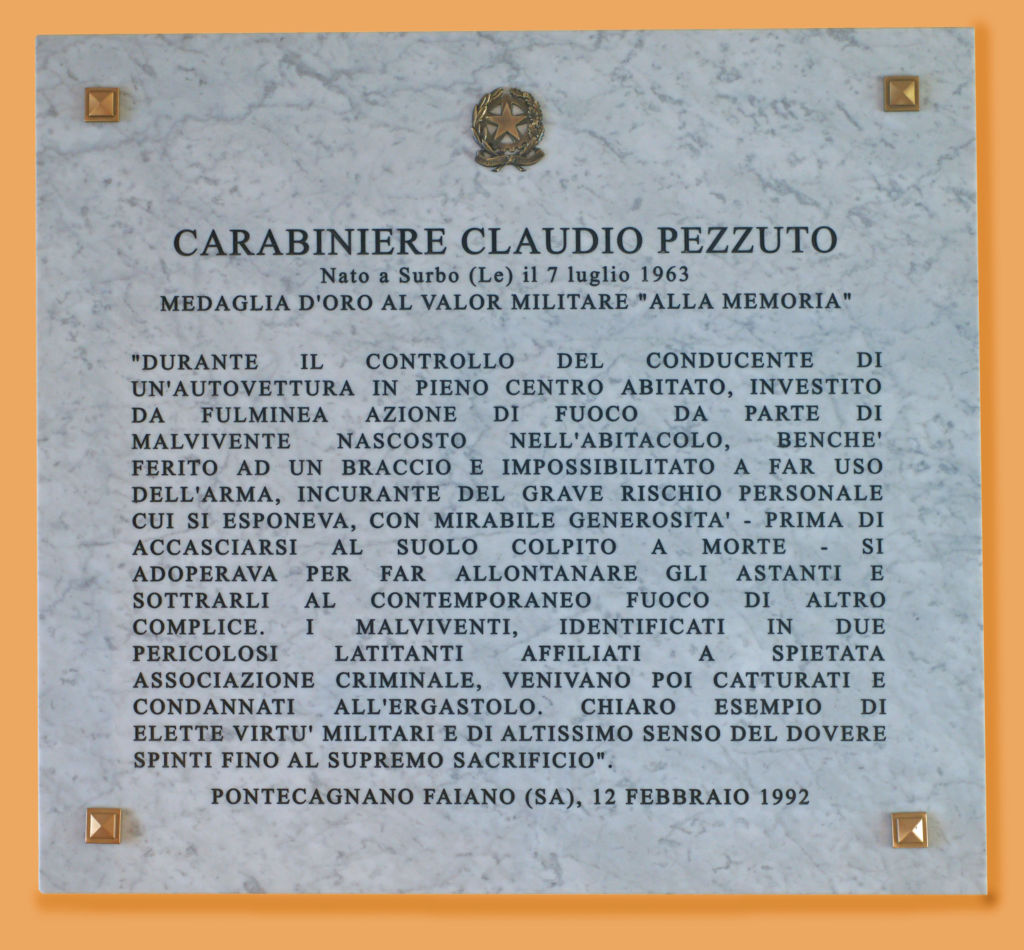 CARABINIERE CLAUDIO PEZZUTO
Nato a Surbo (Le) il 7 luglio 1963
MEDAGLIA D'ORO AL VALOR MILITARE "ALLA MEMORIA"
"DURANTE IL CONTROLLO DEL CONDUCENTE DI
UN'AUTOVETTURA IN PIENO CENTRO ABITATO, INVESTITO
DA FULMINEA AZIONE DI FUOCO DA PARTE DI
MALVIVENTE NASCOSTO NELL'ABITACOLO, BENCHE'
FERITO AD UN BRACCIO E IMPOSSIBILITATO A FAR USO
DELL'ARMA, INCURANTE DEL GRAVE RISCHIO PERSONALE
CUI SI ESPONEVA, CON MIRABILE GENEROSITA' - PRIMA DI
ACCASCIARSI AL SUOLO COLPITO A MORTE - SI
ADOPERAVA PER FAR ALLONTANARE GLI ASTANTI E
SOTTRARLI AL CONTEMPORANEO FUOCO DI ALTRO
COMPLICE. I MALVIVENTI, IDENTIFICATI IN DUE
PERICOLOSI LATITANTI AFFILIATI A SPIETATA
ASSOCIAZIONE CRIMINALE, VENIVANO POI CATTURATI E
CONDANNATI ALL'ERGASTOLO. CHIARO ESEMPIO DI
ELETTE VIRTU' MILITARI E DI ALTISSIMO SENSO DEL DOVERE
SPINTI FINO AL SUPREMO SACRIFICIO".
PONTECAGNANO FAIANO (SA), 12 FEBBRAIO 1992